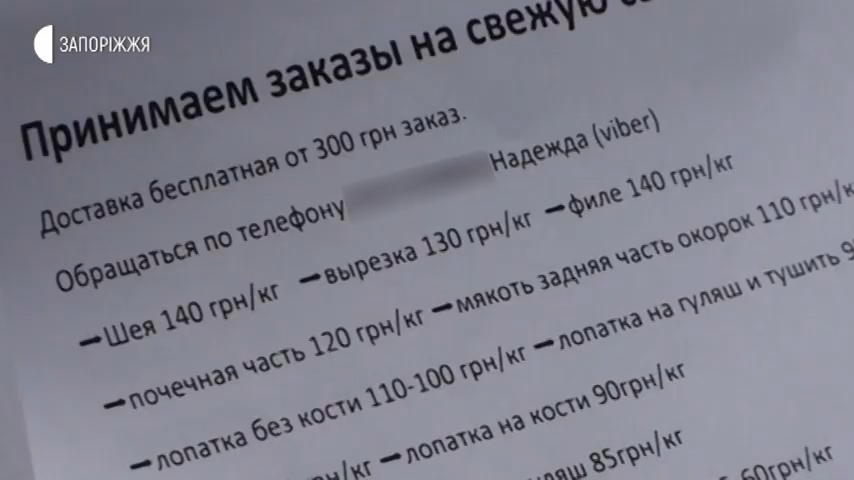 ЗАПОРІЖЖЯ
Принимаем заказы на свежую
Доставка бесплатная от 300 грн заказ.
Обращаться по телефону Надежда (viber)
Шея 140 грн/кг вырезка 130 грн/кг филе 140 грн/кг
почечная часть 120 грн/кг мякоть задняя часть окорок 110 грн/к
лопатка без кости 110-100 грн/кг лопатка на гуляш и тушить 9
н/кг лопатка на кости 90грн/кг
яш 85грн/кг
60грн/кг